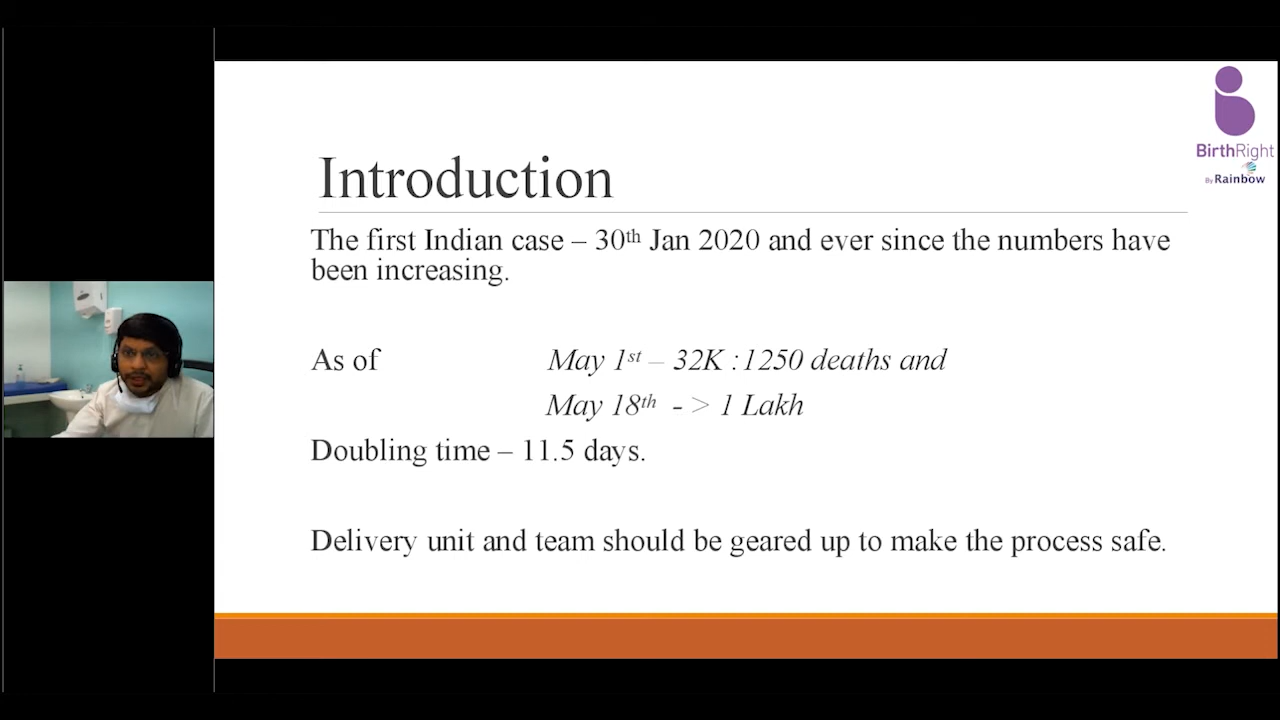 BirthRight
By Rainbow
Introduction
The first Indian case – 30th Jan 2020 and ever since the numbers have
been increasing.
As of May 1st – 32K : 1250 deaths and
May 18th - > 1 Lakh
Doubling time – 11.5 days.
Delivery unit and team should be geared up to make the process safe.